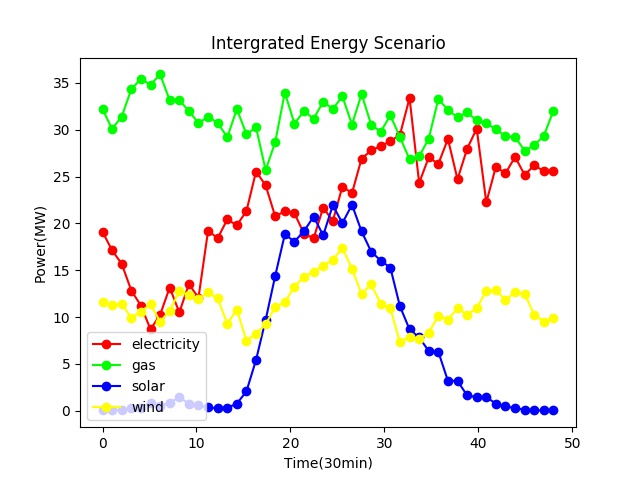 Intergrated Energy Scenario
Power(MW)
35
30
25
20
15
10
5
0
electricity
gas
solar
wind
0 10 20 30 40 50
Time(30min)